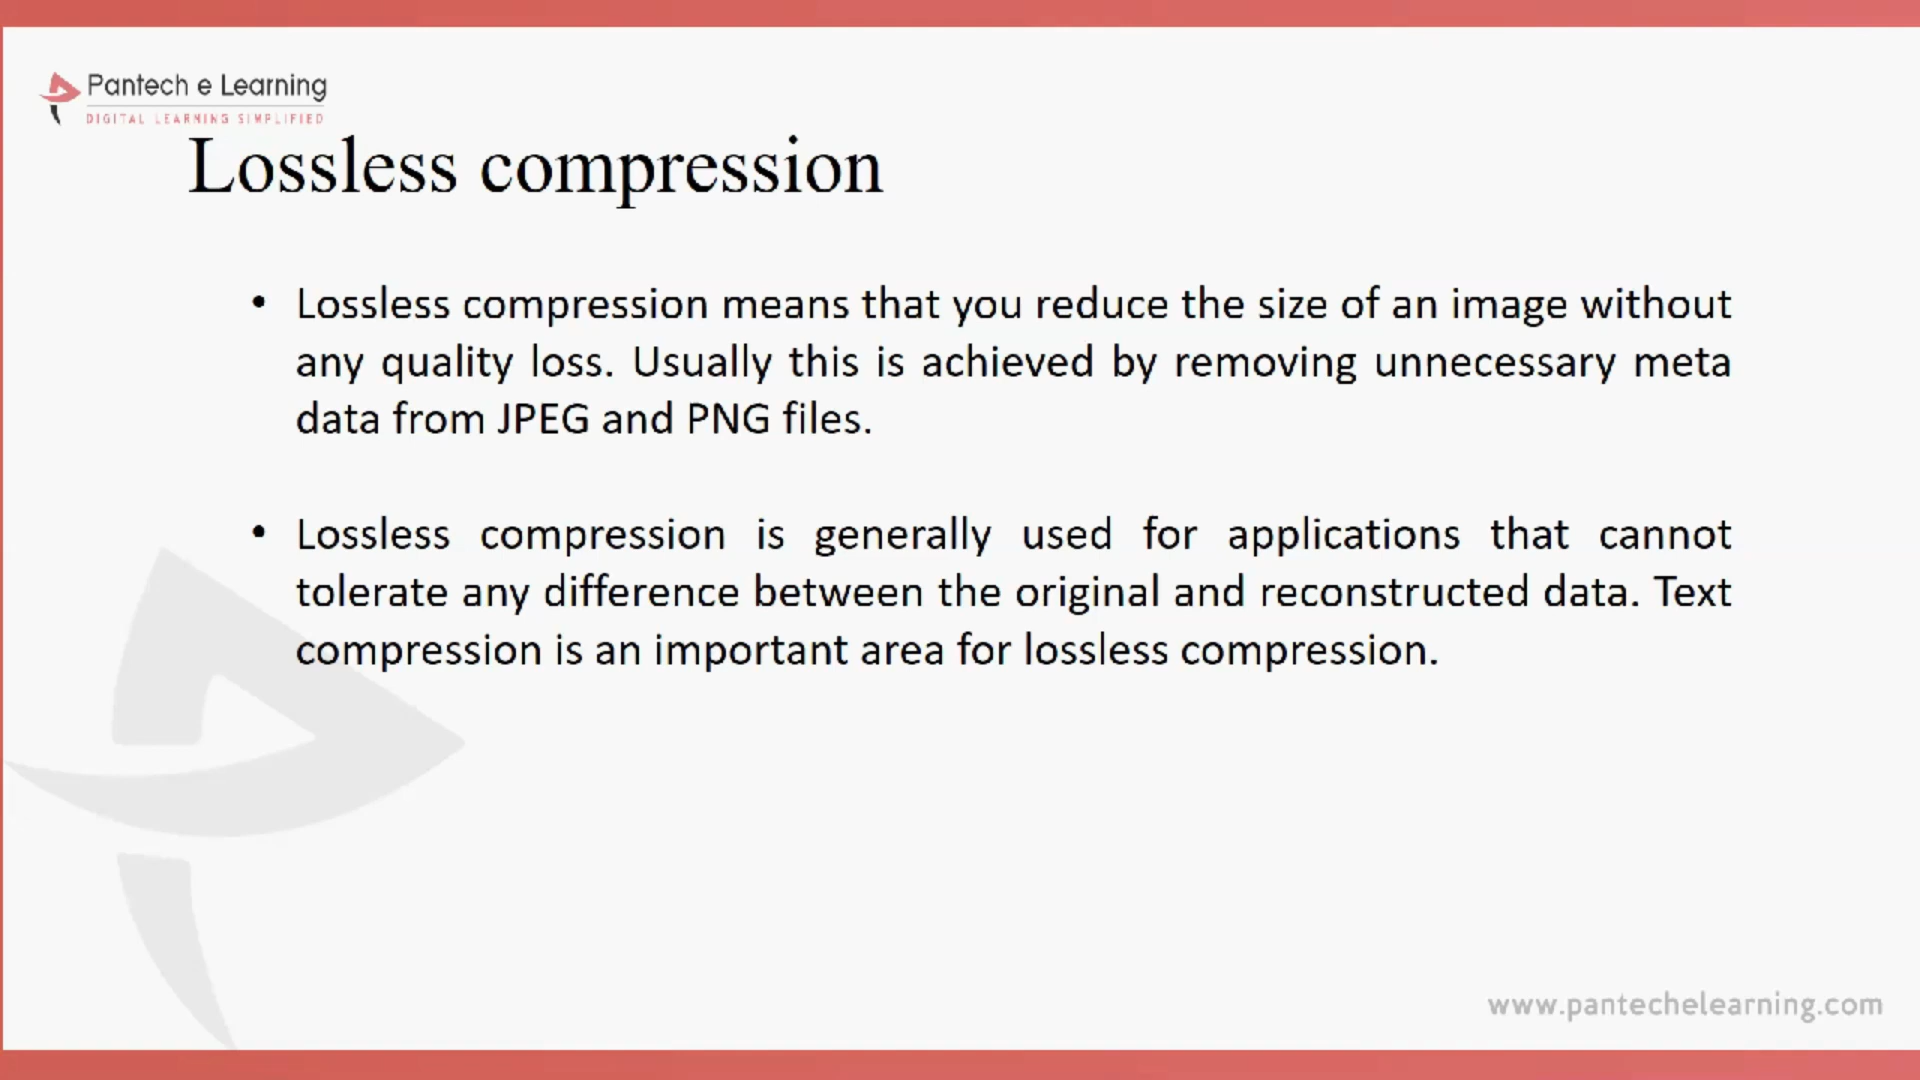 Pantech e Learning
DIGITAL LEARNING SIMPLIFIED
Lossless compression
• Lossless compression means that you reduce the size of an image without
any quality loss. Usually this is achieved by removing unnecessary meta
data from JPEG and PNG files.
• Lossless compression is generally used for applications that cannot
tolerate any difference between the original and reconstructed data. Text
compression is an important area for lossless compression.
www.pantechelearning.com